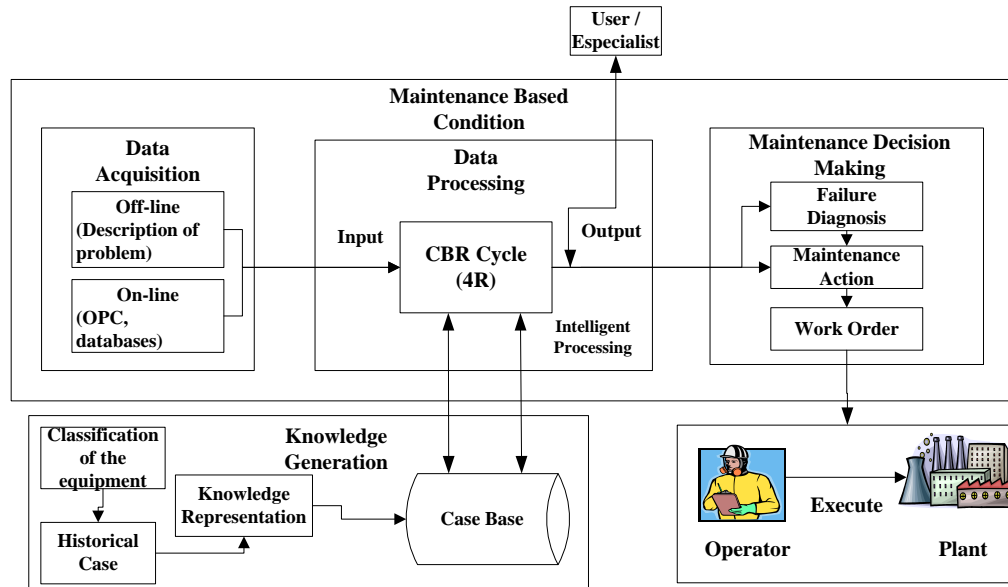 User /
Especialist
Maintenance Based
Condition
Data
Acquisition
Off-line
(Description of
problem)
On-line
(OPC,
databases)
Input
Data
Processing
CBR Cycle
(4R)
Output
Intelligent
Processing
Maintenance Decision
Making
Failure
Diagnosis
Maintenance
Action
Work Order
Classification
of the
equipment
Historical
Case
Knowledge
Representation
Knowledge
Generation
Case Base
Operator
Execute
Plant